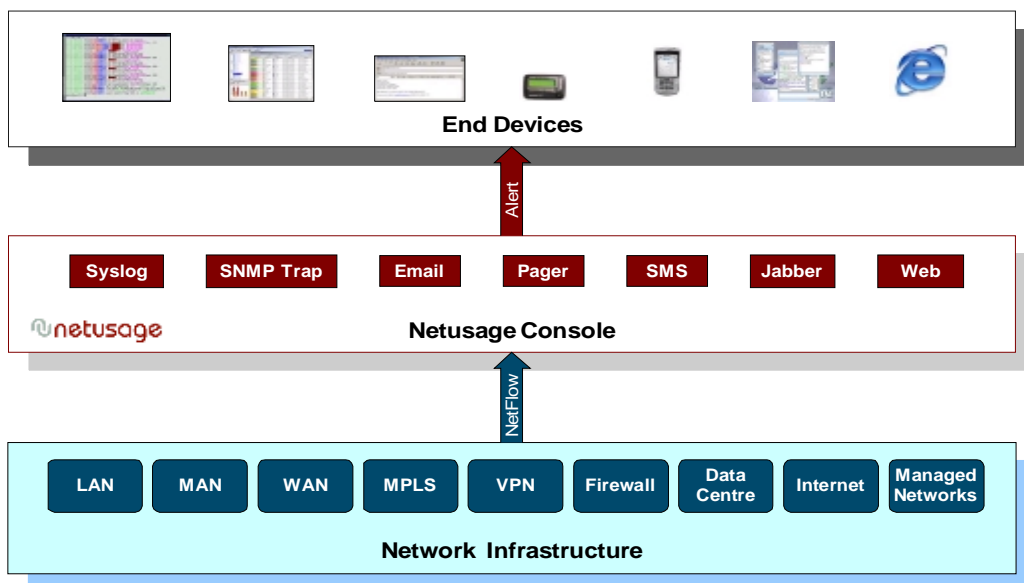 End Devices
Alert
Syslog
SNMP Trap
Email
Pager
SMS
Jabber
Web
netusage
Netusage Console
NetFlow
LAN
MAN
WAN
MPLS
VPN
Firewall
Data
Centre
Internet
Managed
Networks
Network Infrastructure